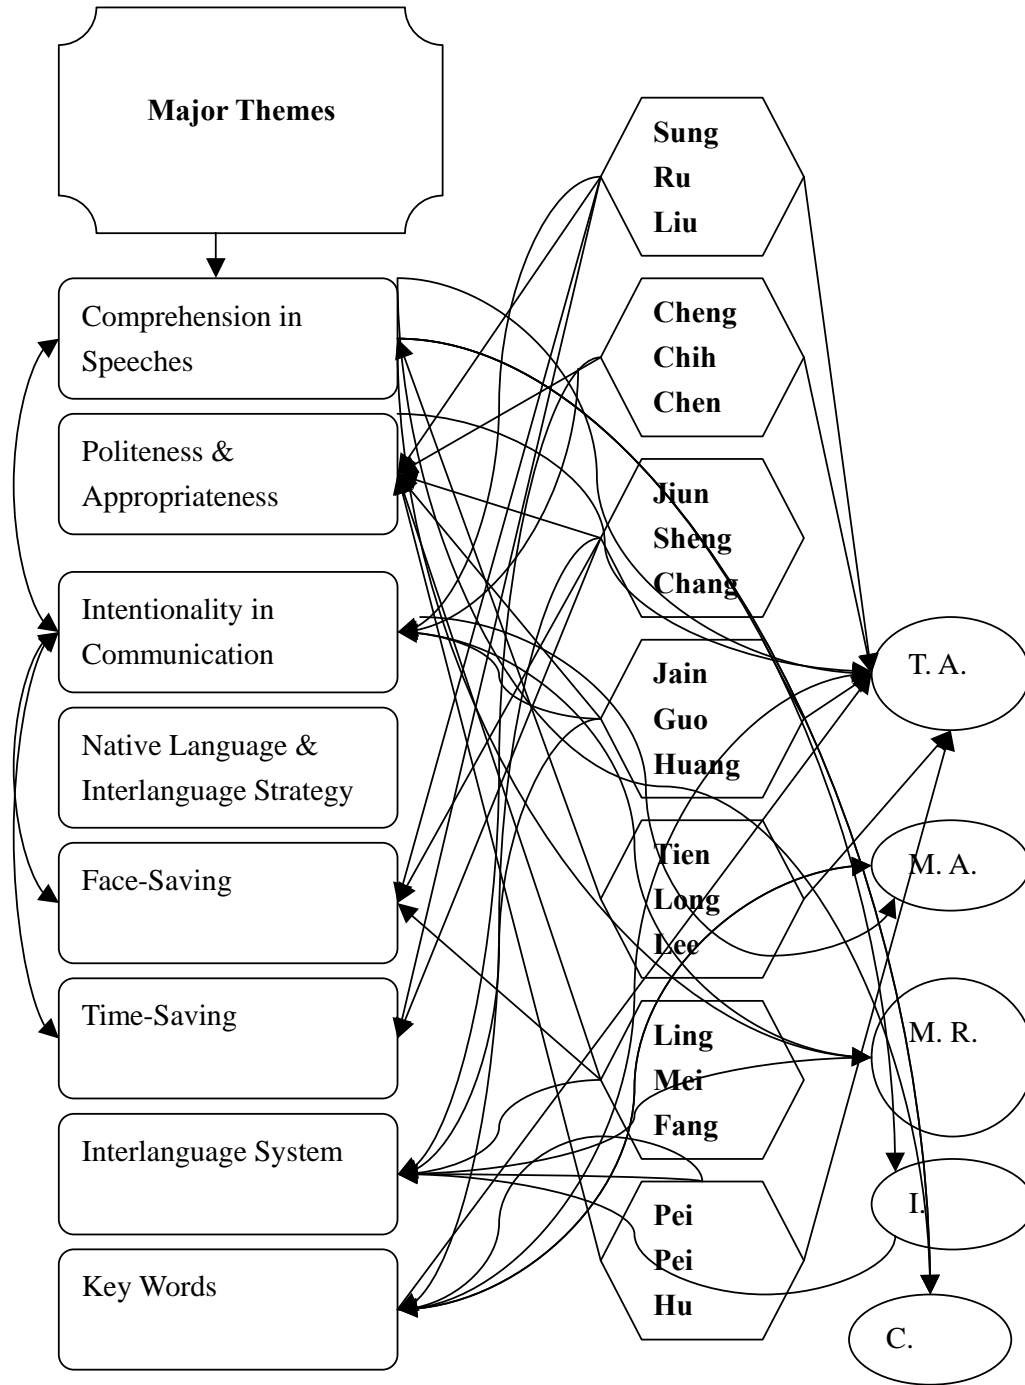 Major Themes
Comprehension in
Speeches
Politeness &
Appropriateness
Intentionality in
Communication
Native Language &
Interlanguage Strategy
Face-Saving
Time-Saving
Interlanguage System
Key Words
Sung
Ru
Liu
Cheng
Chih
Chen
Jiun
Sheng
Chang
Jain
Guo
Huang
Tien
Long
Lee
Ling
Mei
Fang
Pei
Pei
Hu
T. A.
M. A.
M. R.
I.
C.